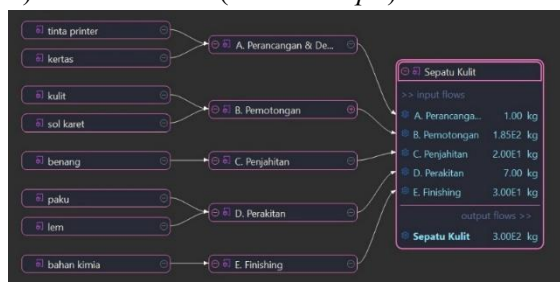 tinta printer
kertas
A. Perancangan & De...
kulit
sol karet
B. Pemotongan
benang
C. Penjahitan
paku
lem
D. Perakitan
bahan kimia
E. Finishing
Sepatu Kulit
>> input flows
A. Perancanga... 1.00 kg
B. Pemotongan 1.85E2 kg
C. Penjahitan 2.00E1 kg
D. Perakitan 7.00 kg
E. Finishing 3.00E1 kg
output flows >>
Sepatu Kulit 3.00E2 kg